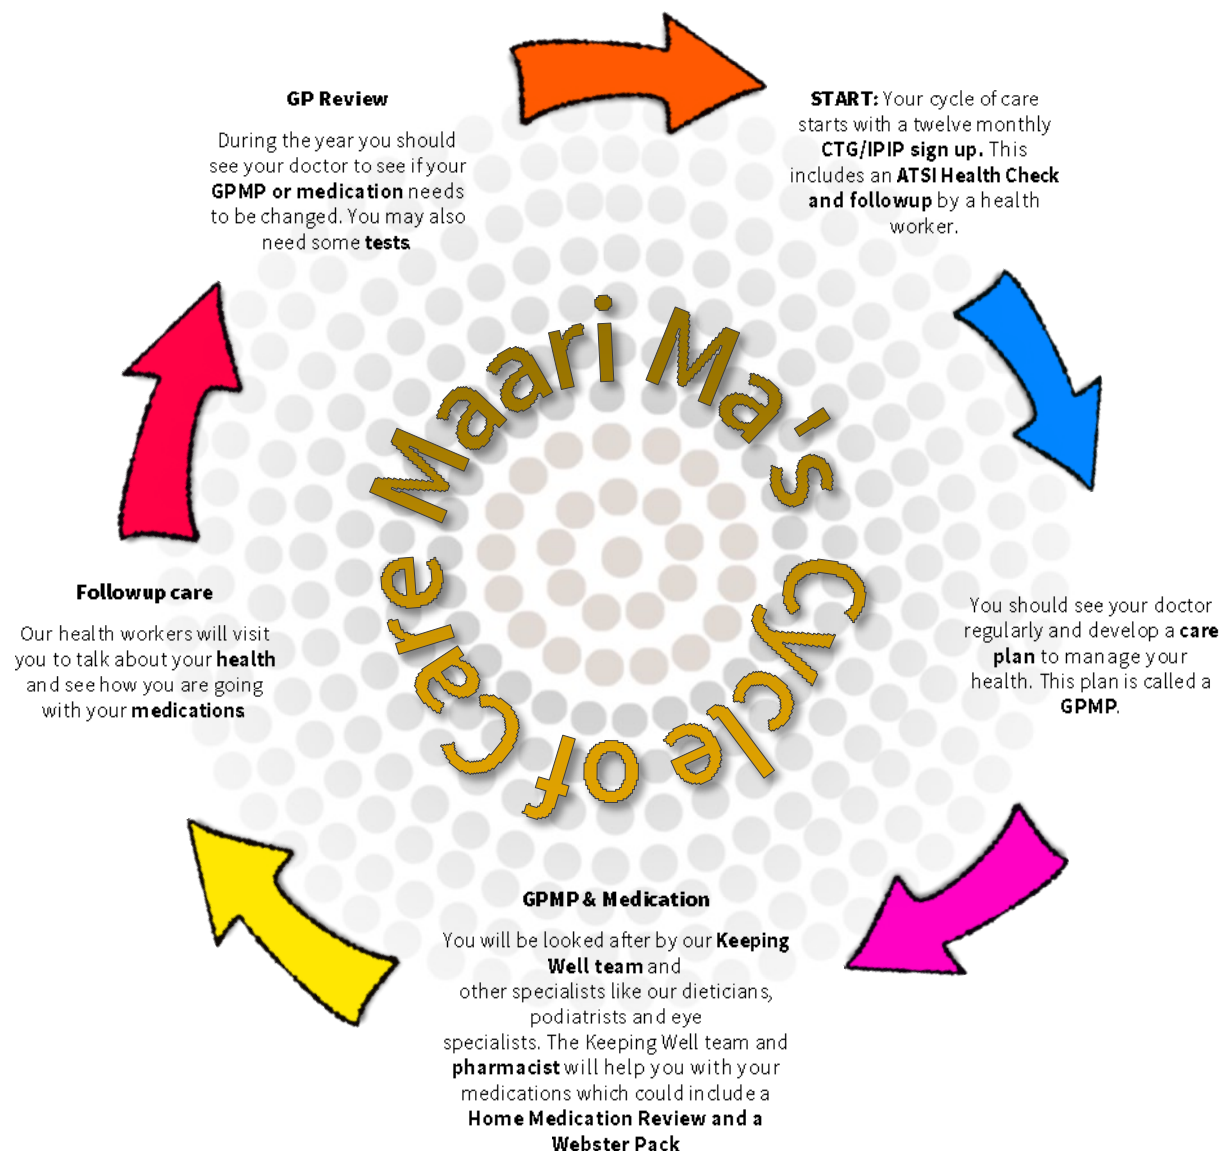 GP Review
During the year you should
see your doctor to see if your
GPMP or medication needs
to be changed. You may also
need some tests.
START: Your cycle of care
starts with a twelve monthly
CTG/IPIP sign up. This
includes an ATSI Health Check
and followup by a health
worker.
Maari Ma's Cycle of Care
Followup care
Our health workers will visit
you to talk about your health
and see how you are going
with your medications.
You should see your doctor
regularly and develop a care
plan to manage your
health. This plan is called a
GPMP.
GPMP & Medication
You will be looked after by our Keeping
Well team and
other specialists like our dieticians,
podiatrists and eye
specialists. The Keeping Well team and
pharmacist will help you with your
medications which could include a
Home Medication Review and a
Webster Pack